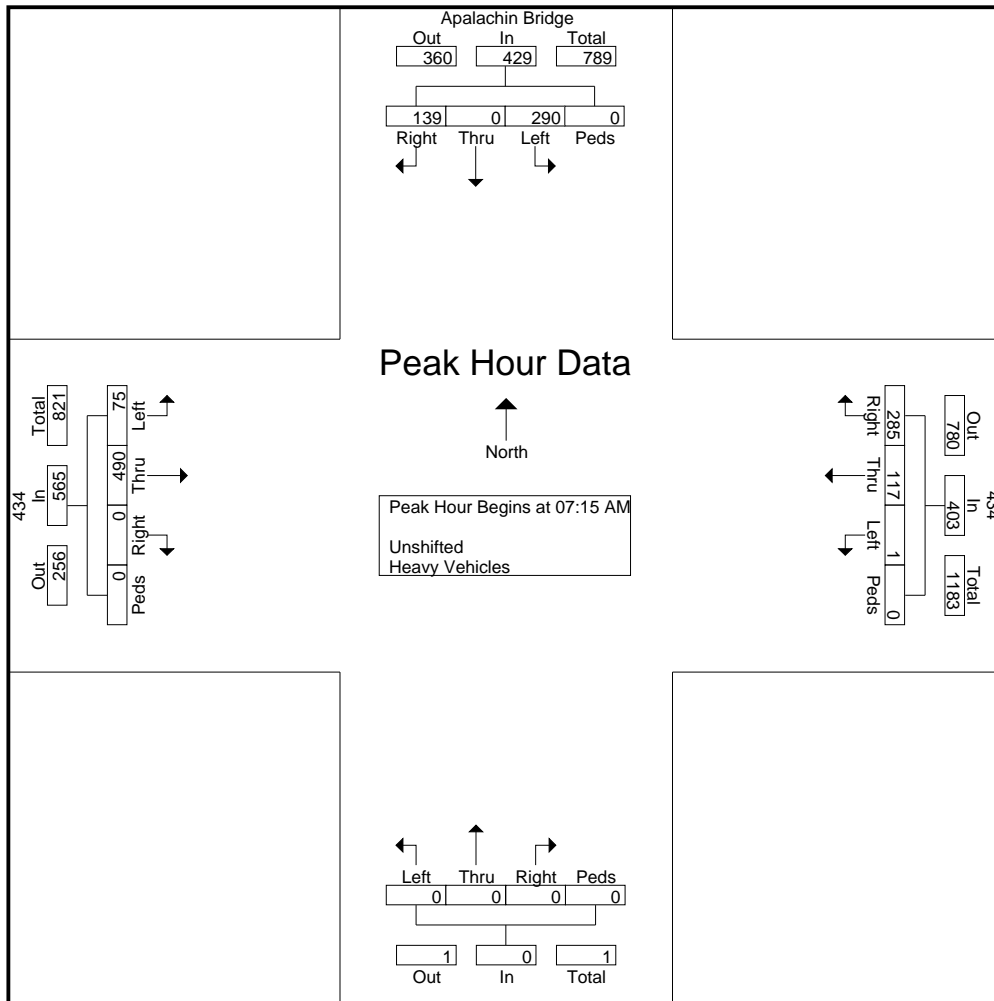 Apalachin Bridge
Out In Total
360 429 789
139 0 290 0
Right Thru Left Peds
Peak Hour Data
North
Peak Hour Begins at 07:15 AM
Unshifted
Heavy Vehicles
434
Out In Total
256 565 821
0 0 490 75
Peds Right Thru Left
434
Out In Total
780 403 1183
285 117 1 0
Right Thru Left Peds
Left Thru Right Peds
0 0 0 0
1 0 1
Out In Total